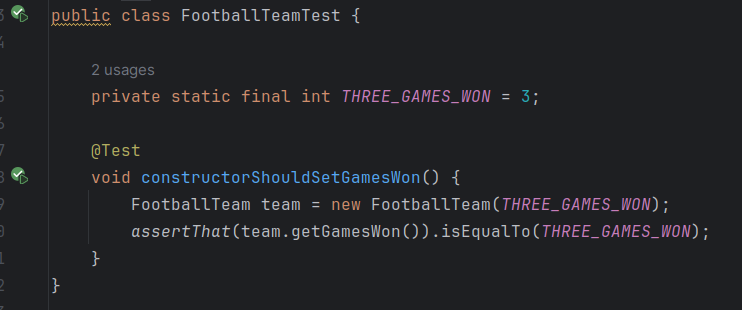 3 public class FootballTeamTest {
4
2 usages
5 private static final int THREE_GAMES_WON = 3;
6
7 @Test
8 void constructorShouldSetGamesWon() {
9 FootballTeam team = new FootballTeam(THREE_GAMES_WON);
0 assertThat(team.getGamesWon()).isEqualTo(THREE_GAMES_WON);
1 }
2 }
3